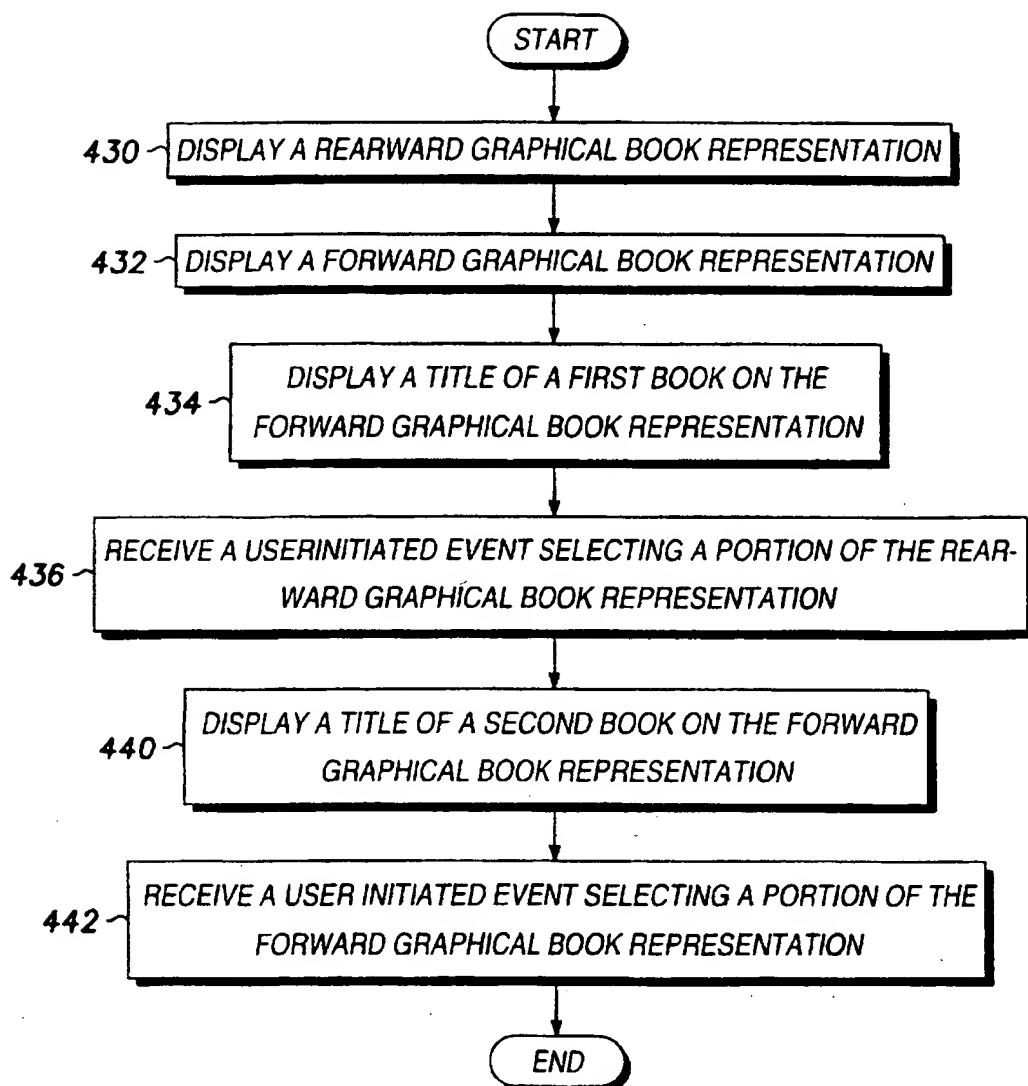 START
430 DISPLAY A REARWARD GRAPHICAL BOOK REPRESENTATION
432 DISPLAY A FORWARD GRAPHICAL BOOK REPRESENTATION
DISPLAY A TITLE OF A FIRST BOOK ON THE
434
FORWARD GRAPHICAL BOOK REPRESENTATION
RECEIVE A USERINITIATED EVENT SELECTING A PORTION OF THE REAR-
436
WARD GRAPHICAL BOOK REPRESENTATION
DISPLAY A TITLE OF A SECOND BOOK ON THE FORWARD
440
GRAPHICAL BOOK REPRESENTATION
RECEIVE A USER INITIATED EVENT SELECTING A PORTION OF THE
442
FORWARD GRAPHICAL BOOK REPRESENTATION
END